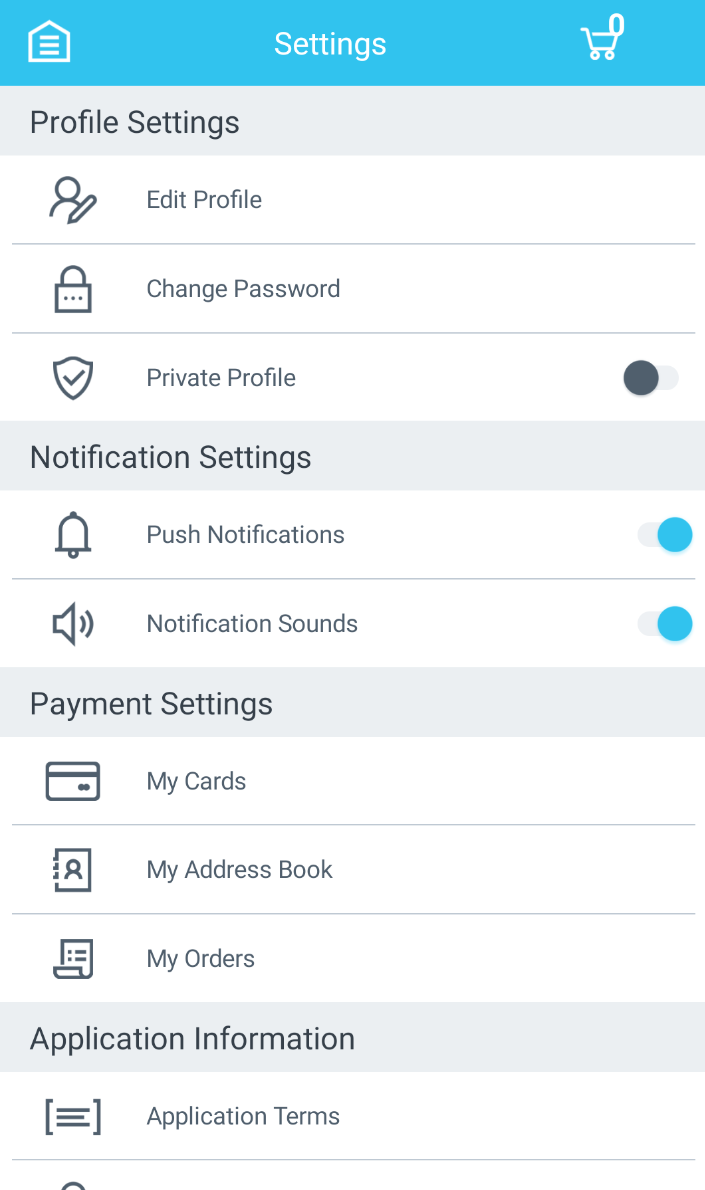 Settings
0
Profile Settings
Edit Profile
Change Password
Private Profile
Notification Settings
Push Notifications
Notification Sounds
Payment Settings
My Cards
My Address Book
My Orders
Application Information
Application Terms